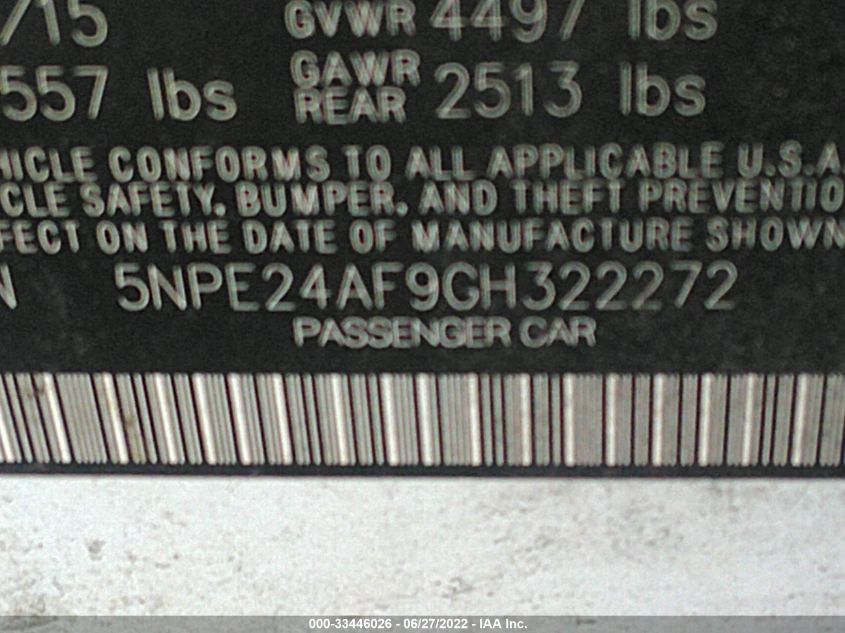 /15 GVWR 4497 lbs
557 lbs GAWR REAR 2513 lbs
HICLE CONFORMS TO ALL APPLICABLE U.S.A
CLE SAFETY, BUMPER, AND THEFT PREVENTIO
FECT ON THE DATE OF MANUFACTURE SHOWN
N 5NPE24AF9GH322272
PASSENGER CAR
000-33446026 - 06/27/2022 - IAA Inc.